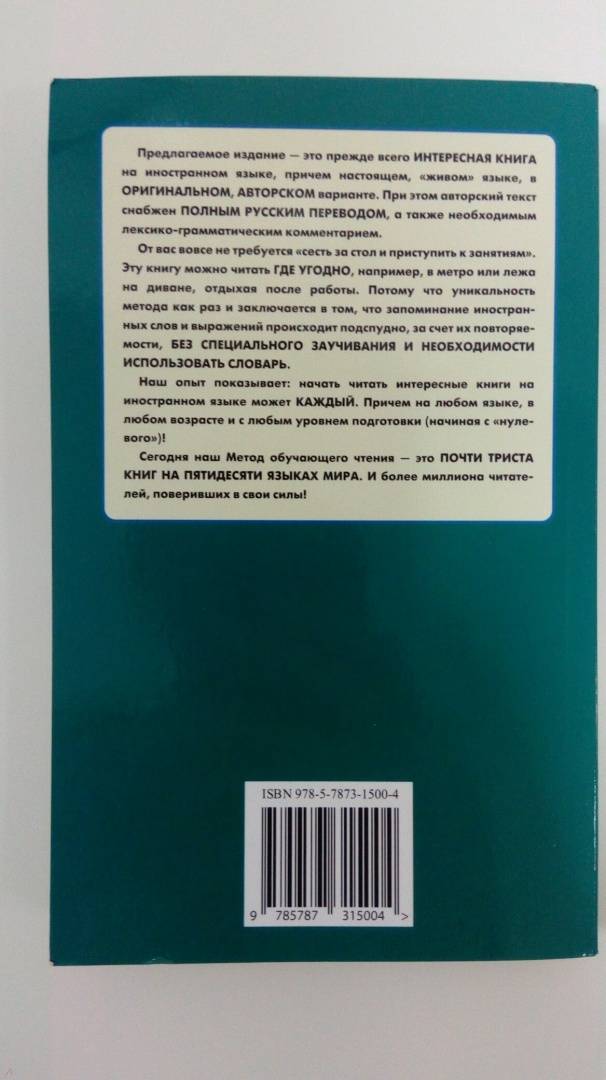 Предлагаемое издание — это прежде всего ИНТЕРЕСНАЯ КНИГА
на иностранном языке, причем настоящем, «живом» языке, в
ОРИГИНАЛЬНОМ, АВТОРСКОМ варианте. При этом авторский текст
снабжен ПОЛНЫМ РУССКИМ ПЕРЕВОДОМ, а также необходимым
лексико-грамматическим комментарием.
От вас вовсе не требуется «сесть за стол и приступить к занятиям».
Эту книгу можно читать ГДЕ УГОДНО, например, в метро или лежа
на диване, отдыхая после работы. Потому что уникальность
метода как раз и заключается в том, что запоминание иностран-
ных слов и выражений происходит подспудно, за счет их повторяе-
мости, БЕЗ СПЕЦИАЛЬНОГО ЗАУЧИВАНИЯ И НЕОБХОДИМОСТИ
ИСПОЛЬЗОВАТЬ СЛОВАРЬ.
Наш опыт показывает: начать читать интересные книги на
иностранном языке может КАЖДЫЙ. Причем на любом языке, в
любом возрасте и с любым уровнем подготовки (начиная с «нуле-
вого»)!
Сегодня наш Метод обучающего чтения — это ПОЧТИ ТРИСТА
КНИГ НА ПЯТИДЕСЯТИ ЯЗЫКАХ МИРА. И более миллиона читате-
лей, поверивших в свои силы!
ISBN 978-5-7873-1500-4
9 785787 315004 >